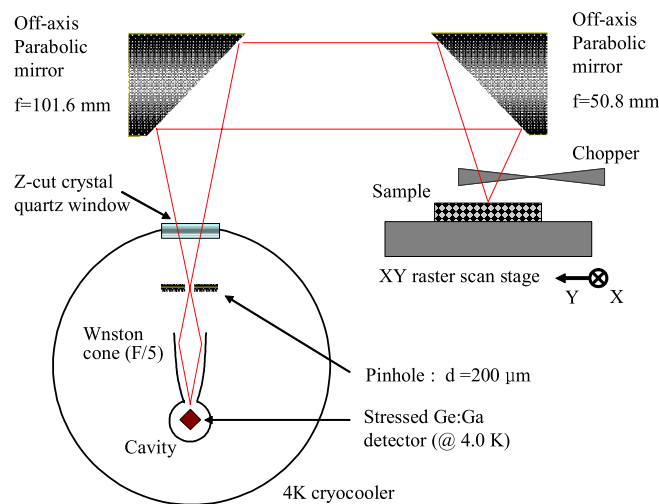 Off-axis
Parabolic
mirror
f=101.6 mm
Off-axis
Parabolic
mirror
f=50.8 mm
Chopper
Sample
Z-cut crystal
quartz window
XY raster scan stage
Y
X
Wnston
cone (F/5)
Pinhole : d =200 µm
Stressed Ge:Ga
detector (@ 4.0 K)
Cavity
4K cryocooler